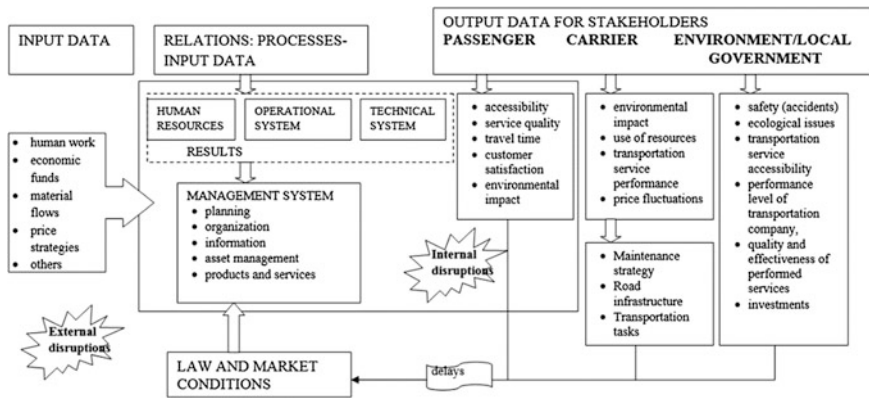 INPUT DATA
RELATIONS: PROCESSES-
INPUT DATA
OUTPUT DATA FOR STAKEHOLDERS
PASSENGER CARRIER ENVIRONMENT/LOCAL
GOVERNMENT
• human work
• economic
funds
• material
flows
• price
strategies
• others
External
disruptions
HUMAN
RESOURCES
OPERATIONAL
SYSTEM
TECHNICAL
SYSTEM
RESULTS
MANAGEMENT SYSTEM
• planning
• organization
• information
• asset management
• products and services
• accessibility
• service quality
• travel time
• customer
satisfaction
• environmental
impact
Internal
disruptions
• environmental
impact
• use of resources
• transportation
service
performance
• price fluctuations
• Maintenance
strategy
• Road
infrastructure
• Transportation
tasks
• safety (accidents)
• ecological issues
• transportation
service
accessibility
• performance
level of
transportation
company,
• quality and
effectiveness of
performed
services
• investments
LAW AND MARKET
CONDITIONS
delays